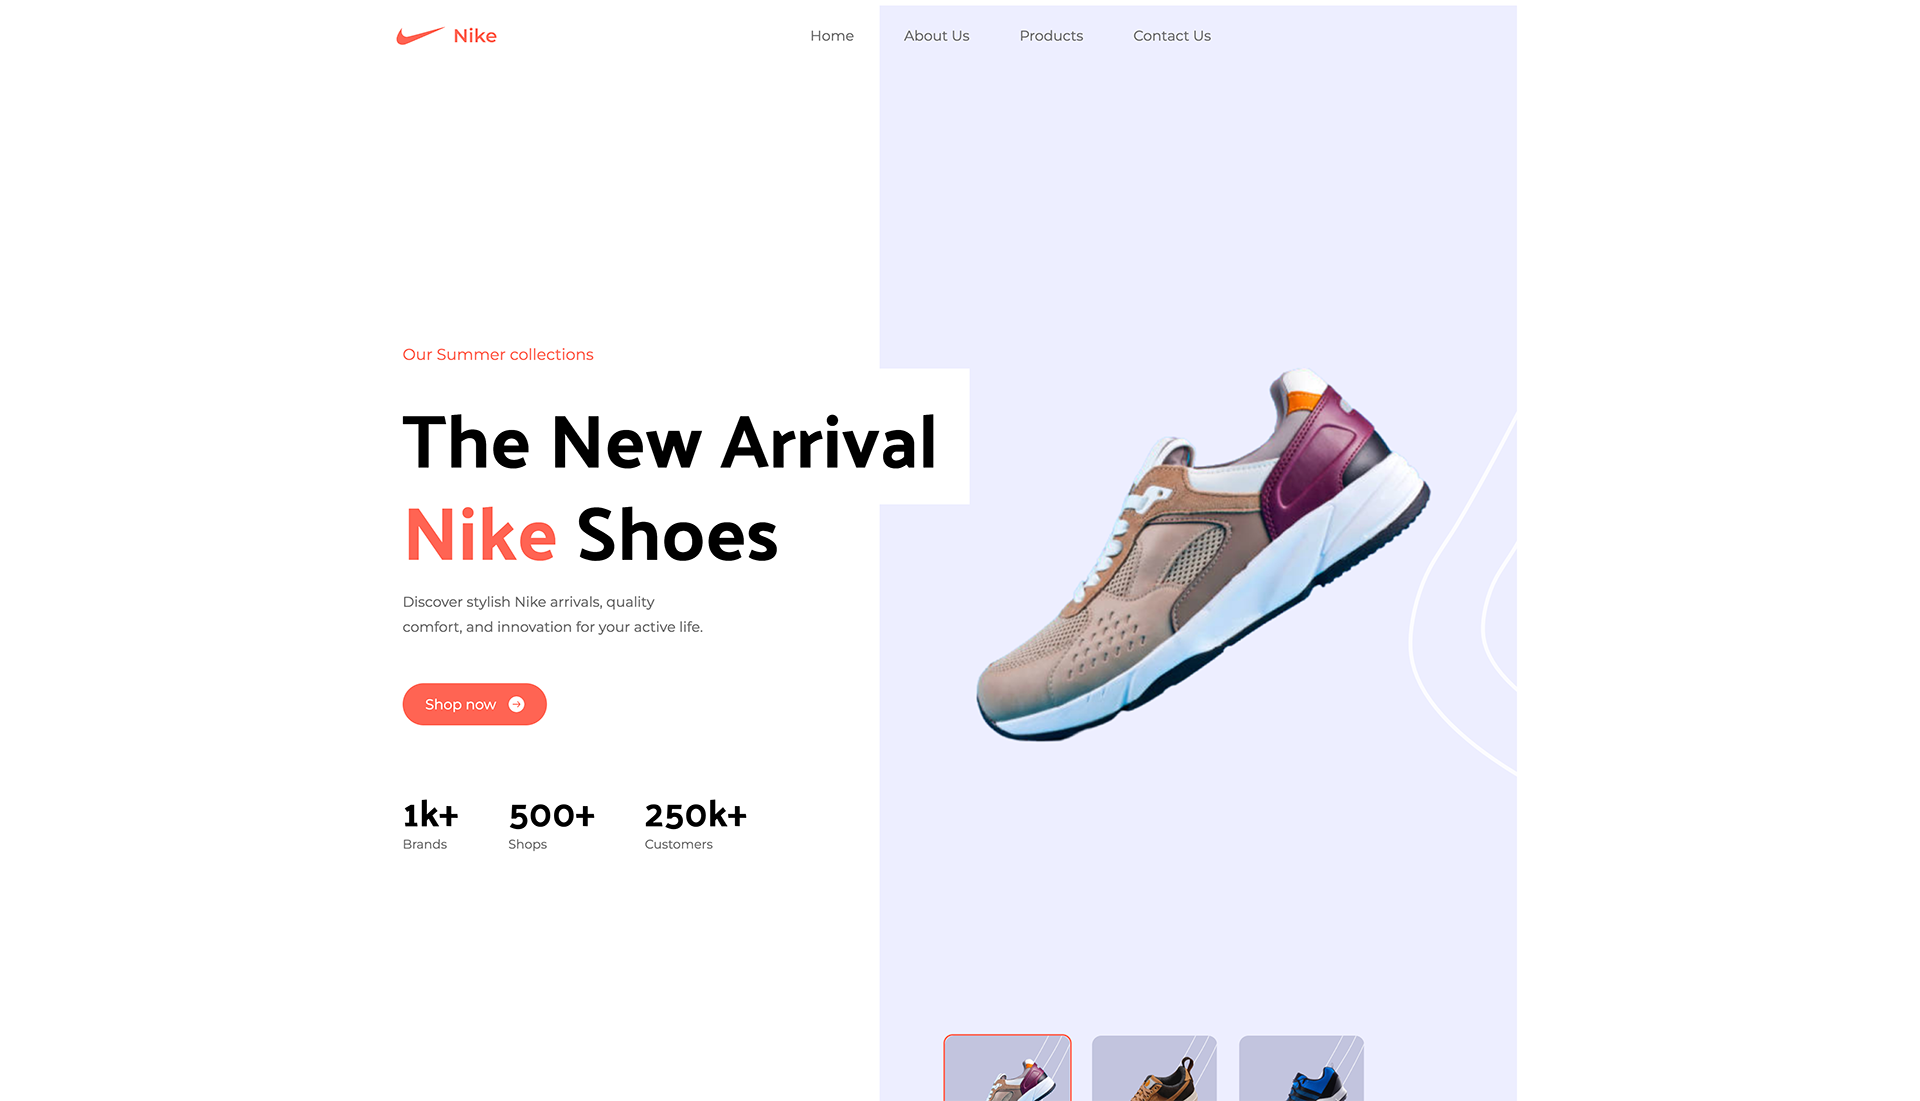 Nike
Home
About Us
Products
Contact Us
Our Summer collections
The New Arrival
Nike Shoes
Discover stylish Nike arrivals, quality
comfort, and innovation for your active life.
Shop now
1k+
Brands
500+
Shops
250k+
Customers